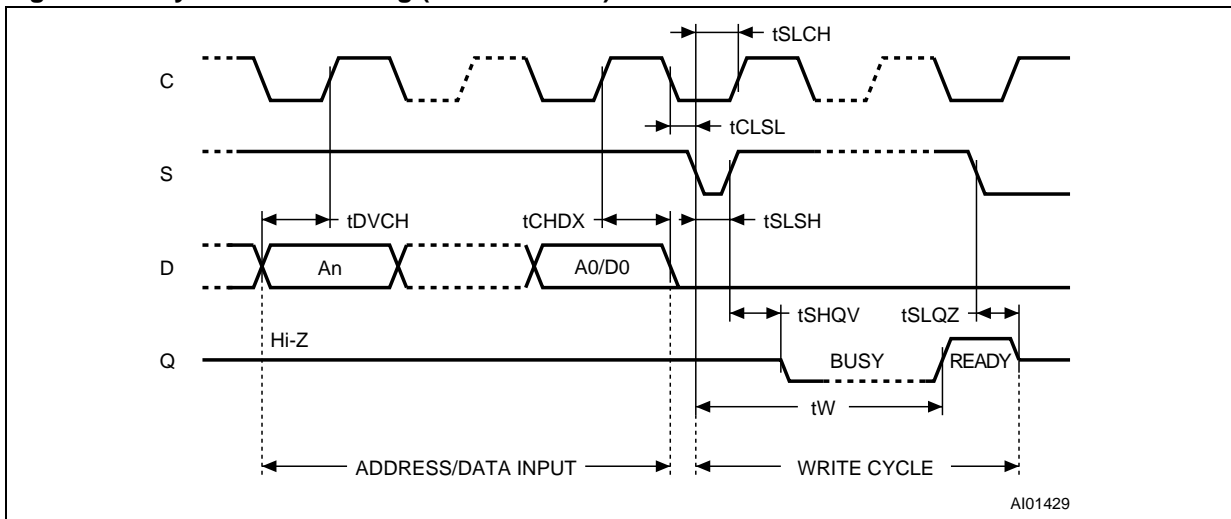 tSLCH
C
tCLSL
S
tDVCH
tCHDX
tSLSH
D
An
A0/D0
tSHQV
tSLQZ
Hi-Z
Q
BUSY
READY
tW
ADDRESS/DATA INPUT
WRITE CYCLE
AI01429